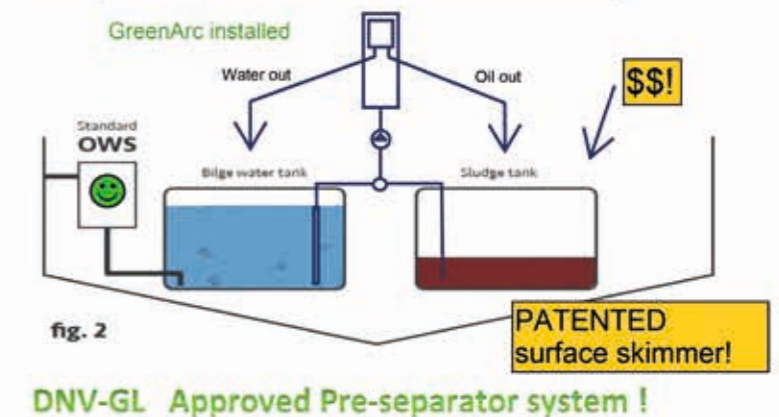 GreenArc installed
Water out
Oil out
$$!
Standard
OWS
Bilge water tank
Sludge tank
fig. 2
PATENTED
surface skimmer!
DNV-GL Approved Pre-separator system !